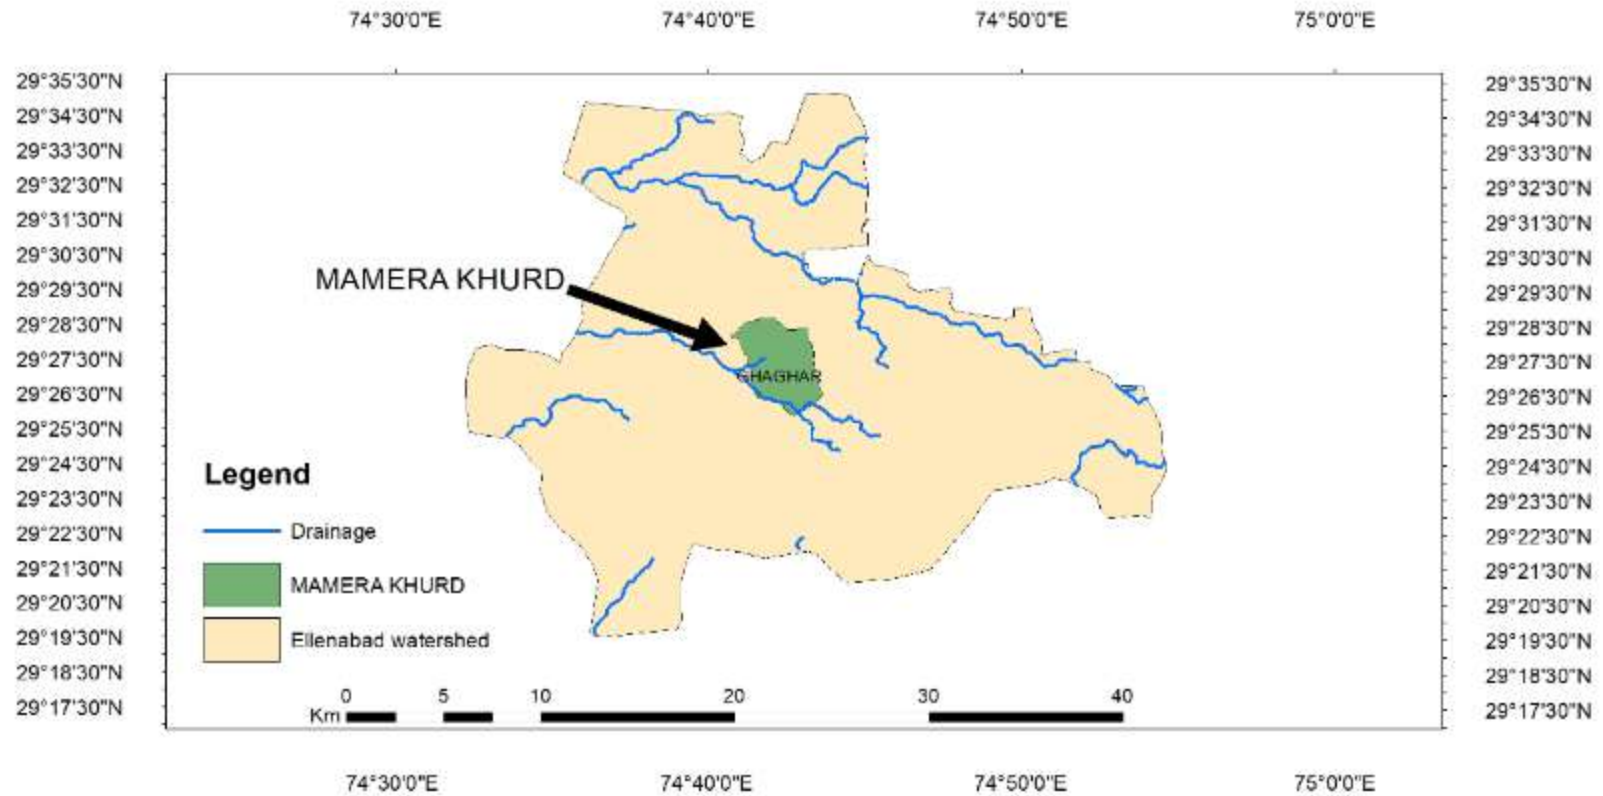 74°30'0"E 74°40'0"E 74°50'0"E 75°0'0"E
29°35'30"N 29°35'30"N
29°34'30"N 29°34'30"N
29°33'30"N 29°33'30"N
29°32'30"N 29°32'30"N
29°31'30"N 29°31'30"N
29°30'30"N 29°30'30"N
MAMERA KHURD
29°29'30"N 29°29'30"N
29°28'30"N 29°28'30"N
29°27'30"N 29°27'30"N
GHAGHAR
29°26'30"N 29°26'30"N
29°25'30"N 29°25'30"N
29°24'30"N 29°24'30"N
Legend
29°23'30"N 29°23'30"N
29°22'30"N 29°22'30"N
Drainage
29°21'30"N 29°21'30"N
MAMERA KHURD
29°20'30"N 29°20'30"N
29°19'30"N 29°19'30"N
Ellenabad watershed
29°18'30"N 29°18'30"N
0 5 10 20 30 40
29°17'30"N 29°17'30"N
Km
74°30'0"E 74°40'0"E 74°50'0"E 75°0'0"E